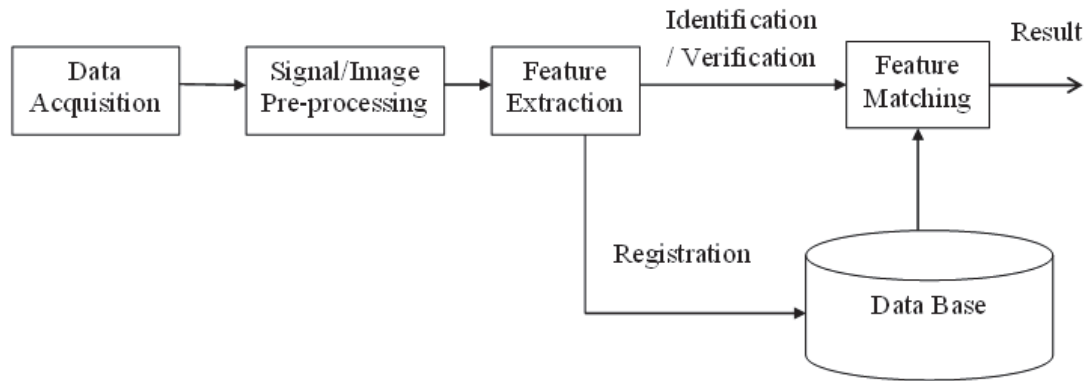 Data
Acquisition
Signal/Image
Pre-processing
Feature
Extraction
Identification
/ Verification
Feature
Matching
Result
Registration
Data Base